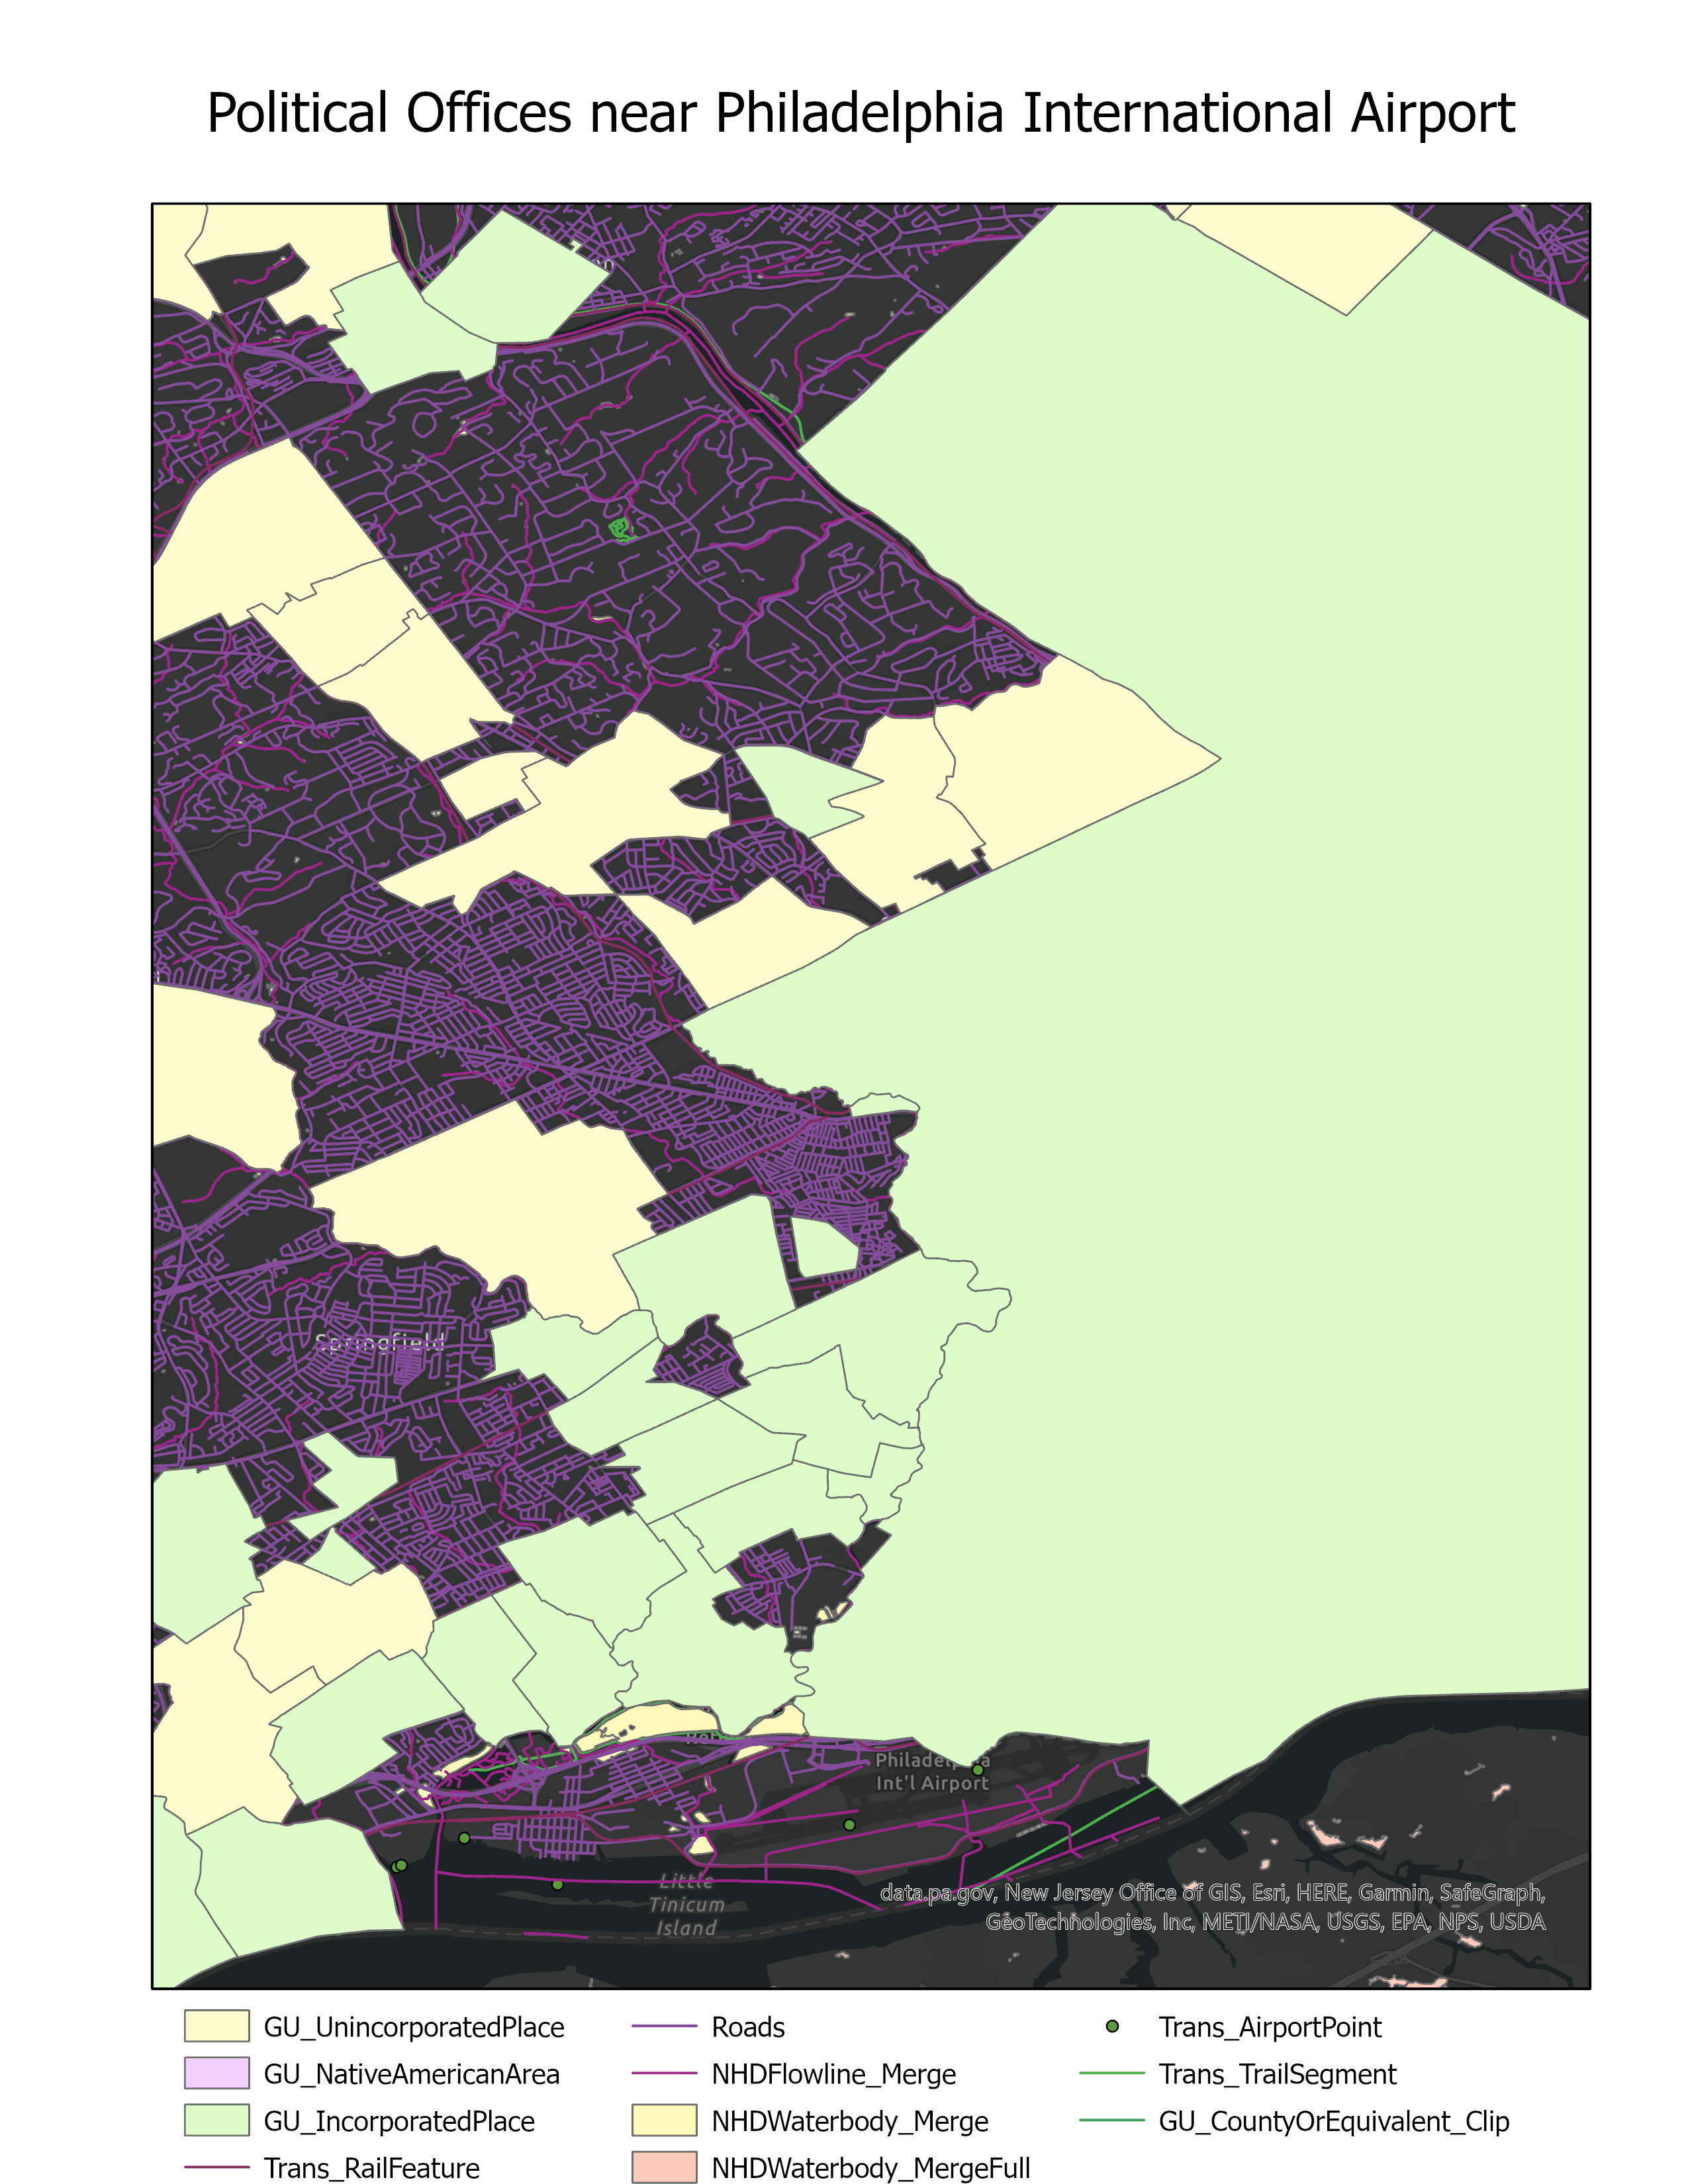 Political Offices near Philadelphia International Airport
Springfield
Philadelphia
Int'l Airport
Little
Tinicum
Island
data.pa.gov, New Jersey Office of GIS, Esri, HERE, Garmin, SafeGraph,
GeoTechnologies, Inc, METI/NASA, USGS, EPA, NPS, USDA
GU_UnincorporatedPlace
GU_NativeAmericanArea
GU_IncorporatedPlace
Trans_RailFeature
Roads
NHDFlowline_Merge
NHDWaterbody_Merge
NHDWaterbody_MergeFull
Trans_AirportPoint
Trans_TrailSegment
GU_CountyOrEquivalent_Clip